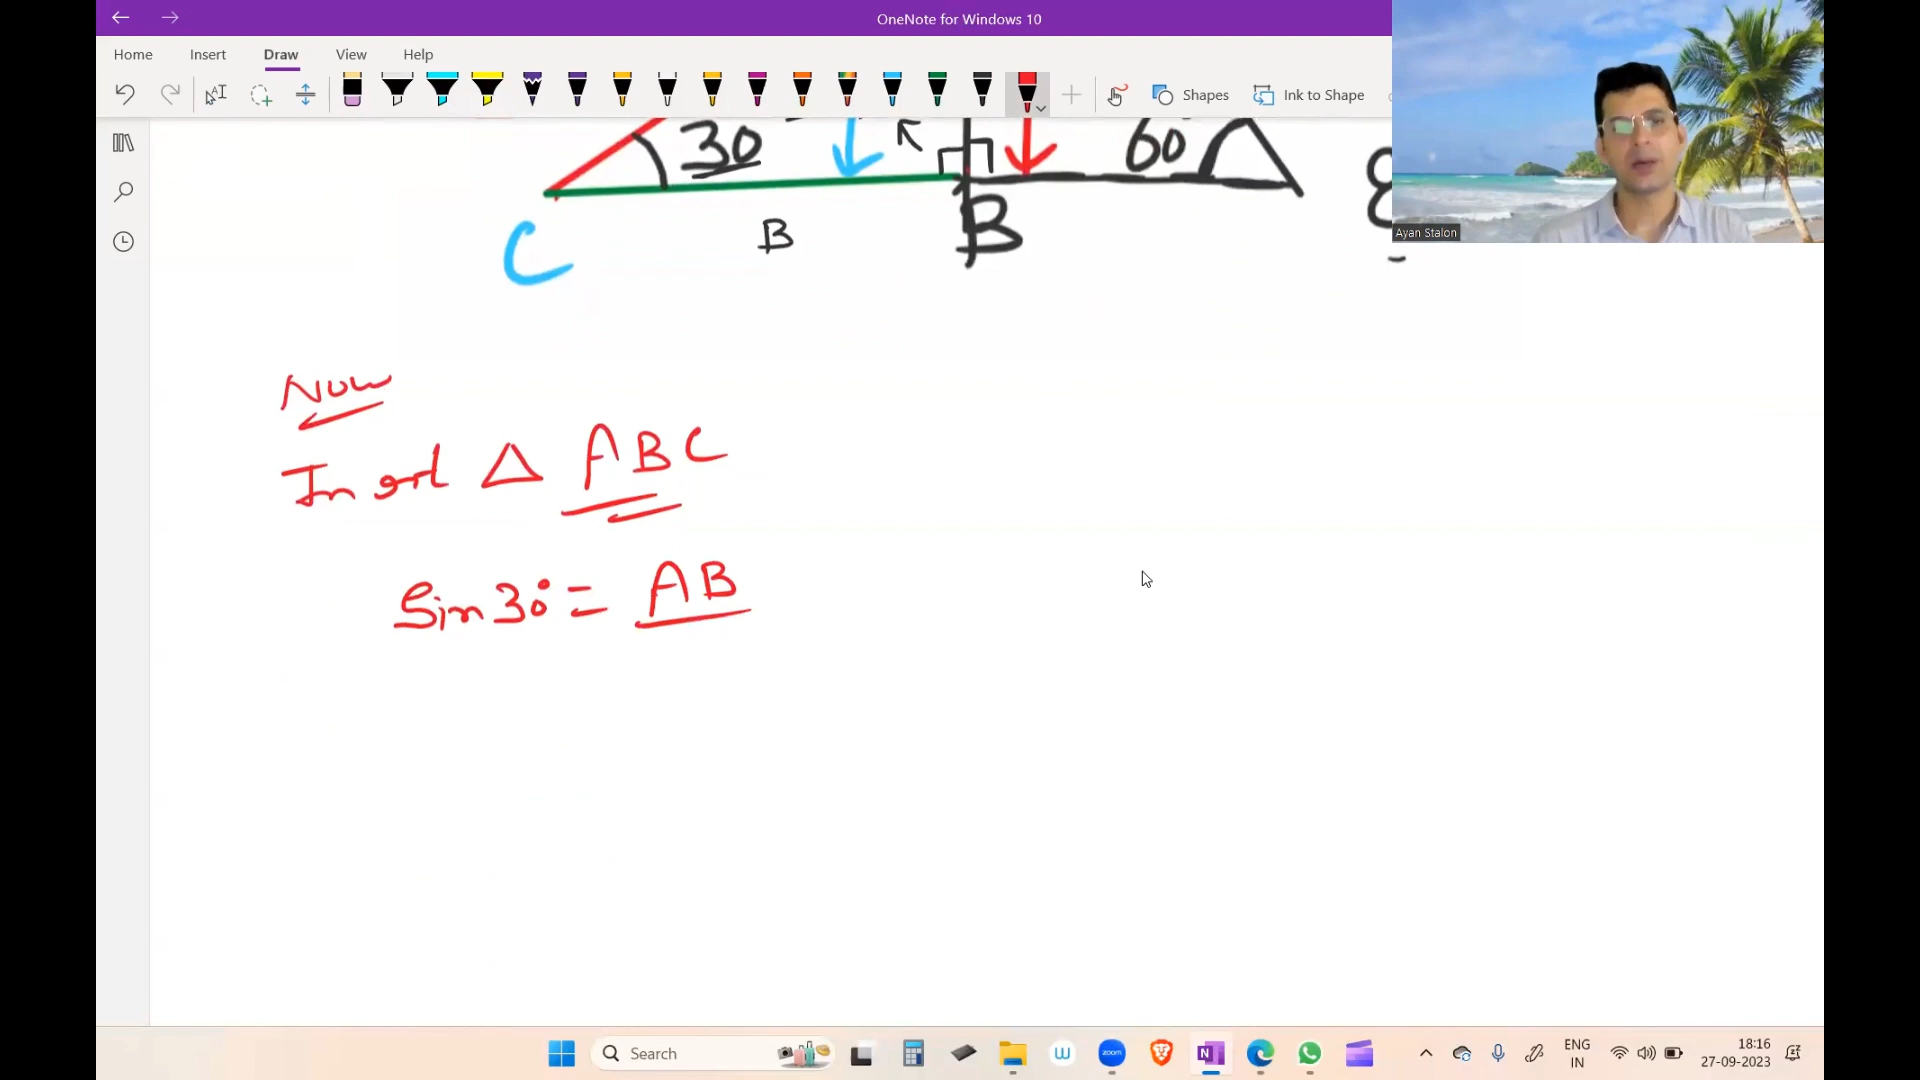 OneNote for Windows 10
Home Insert Draw View Help
Shapes Ink to Shape
30 60
B B
C
Ayan Stalon
Now
In Δ ABC
Sin 30° = AB
Search zoom ENG IN 18:16 27-09-2023